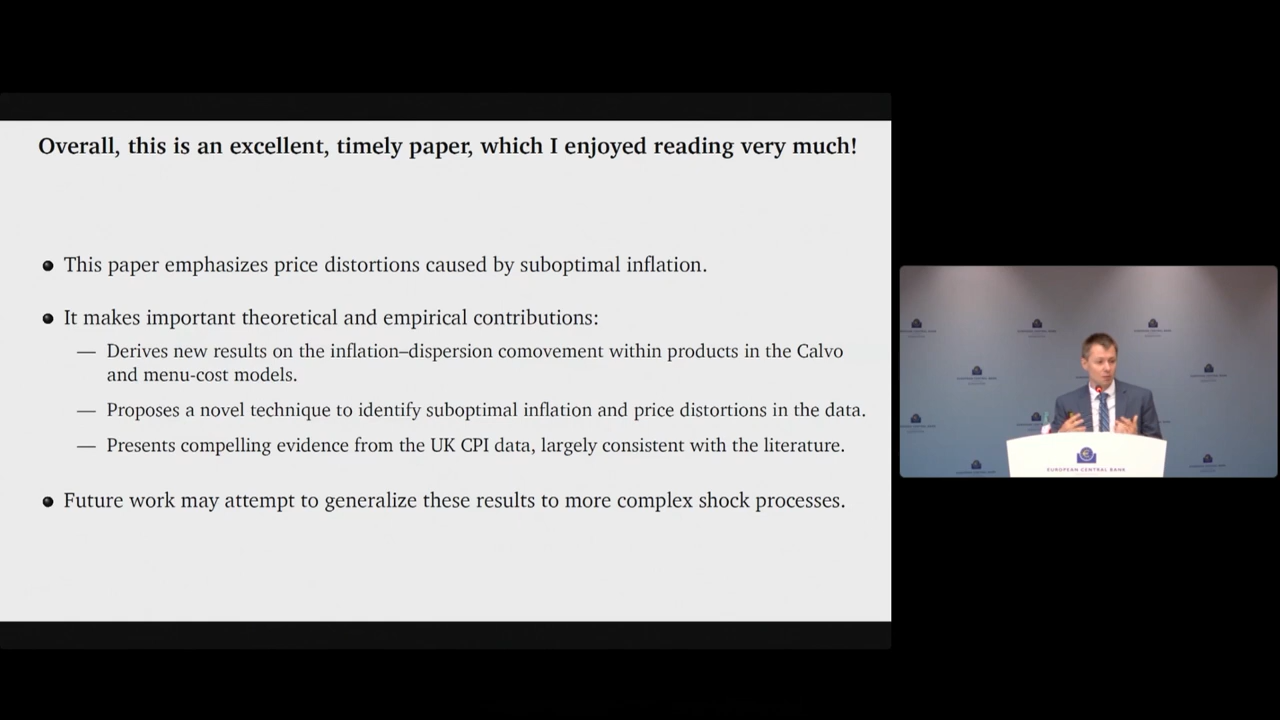 Overall, this is an excellent, timely paper, which I enjoyed reading very much!
This paper emphasizes price distortions caused by suboptimal inflation.
It makes important theoretical and empirical contributions:
— Derives new results on the inflation–dispersion comovement within products in the Calvo
and menu-cost models.
— Proposes a novel technique to identify suboptimal inflation and price distortions in the data.
— Presents compelling evidence from the UK CPI data, largely consistent with the literature.
Future work may attempt to generalize these results to more complex shock processes.
EUROPEAN CENTRAL BANK